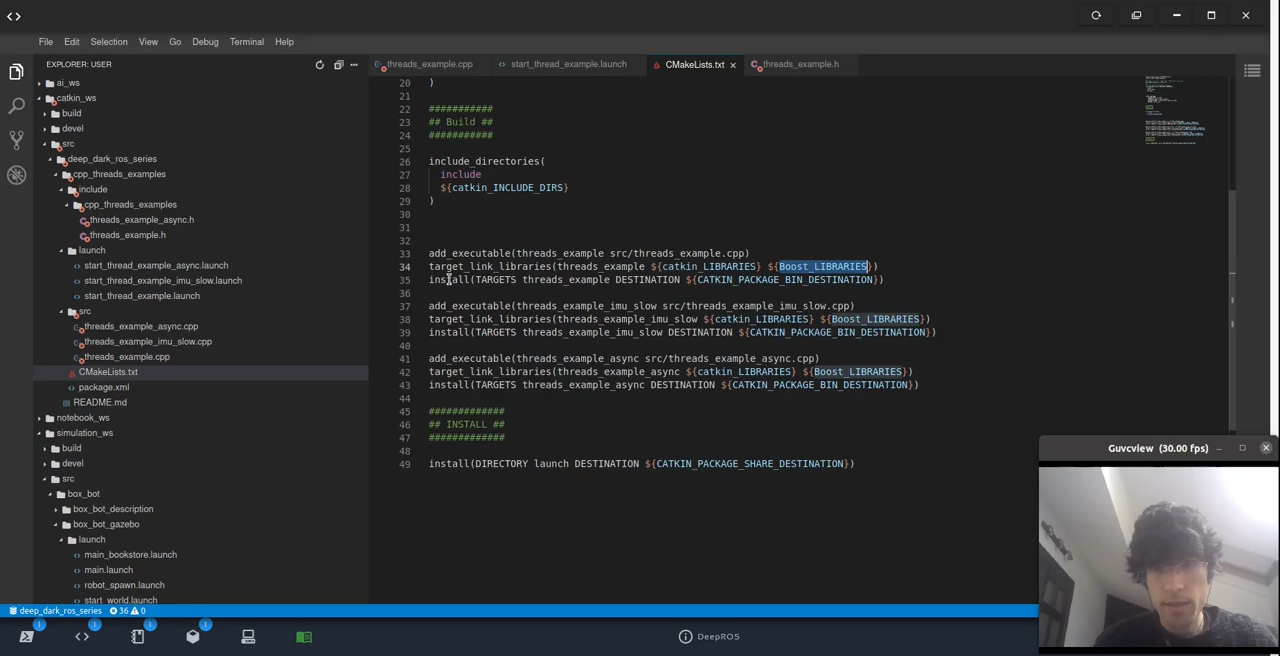 File Edit Selection View Go Debug Terminal Help
EXPLORER: USER
ai_ws
catkin_ws
build
devel
src
deep_dark_ros_series
cpp_threads_examples
include
cpp_threads_examples
threads_example_async.h
threads_example.h
launch
start_thread_example_async.launch
start_thread_example_imu_slow.launch
start_thread_example.launch
src
threads_example_async.cpp
threads_example_imu_slow.cpp
threads_example.cpp
CMakeLists.txt
package.xml
README.md
notebook_ws
simulation_ws
build
devel
src
box_bot
box_bot_description
box_bot_gazebo
launch
main_bookstore.launch
main.launch
robot_spawn.launch
start_world.launch
threads_example.cpp start_thread_example.launch CMakeLists.txt threads_example.h
20 )
21
22 ###########
23 ## Build ##
24 ###########
25
26 include_directories(
27 include
28 ${catkin_INCLUDE_DIRS}
29 )
30
31
32
33 add_executable(threads_example src/threads_example.cpp)
34 target_link_libraries(threads_example ${catkin_LIBRARIES} ${Boost_LIBRARIES})
35 install(TARGETS threads_example DESTINATION ${CATKIN_PACKAGE_BIN_DESTINATION})
36
37 add_executable(threads_example_imu_slow src/threads_example_imu_slow.cpp)
38 target_link_libraries(threads_example_imu_slow ${catkin_LIBRARIES} ${Boost_LIBRARIES})
39 install(TARGETS threads_example_imu_slow DESTINATION ${CATKIN_PACKAGE_BIN_DESTINATION})
40
41 add_executable(threads_example_async src/threads_example_async.cpp)
42 target_link_libraries(threads_example_async ${catkin_LIBRARIES} ${Boost_LIBRARIES})
43 install(TARGETS threads_example_async DESTINATION ${CATKIN_PACKAGE_BIN_DESTINATION})
44
45 #############
46 ## INSTALL ##
47 #############
48
49 install(DIRECTORY launch DESTINATION ${CATKIN_PACKAGE_SHARE_DESTINATION})
Guvcview (30.00 fps)
deep_dark_ros_series 36 0
DeepROS